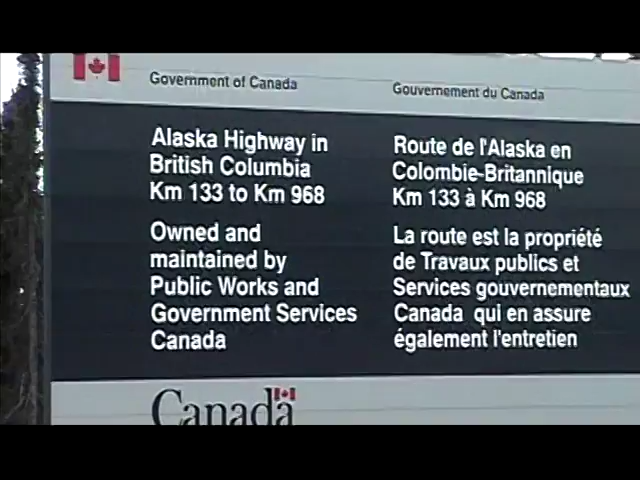 Government of Canada
Gouvernement du Canada
Alaska Highway in
British Columbia
Km 133 to Km 968
Owned and
maintained by
Public Works and
Government Services
Canada
Route de l'Alaska en
Colombie-Britannique
Km 133 à Km 968
La route est la propriété
de Travaux publics et
Services gouvernementaux
Canada qui en assure
également l'entretien
Canada